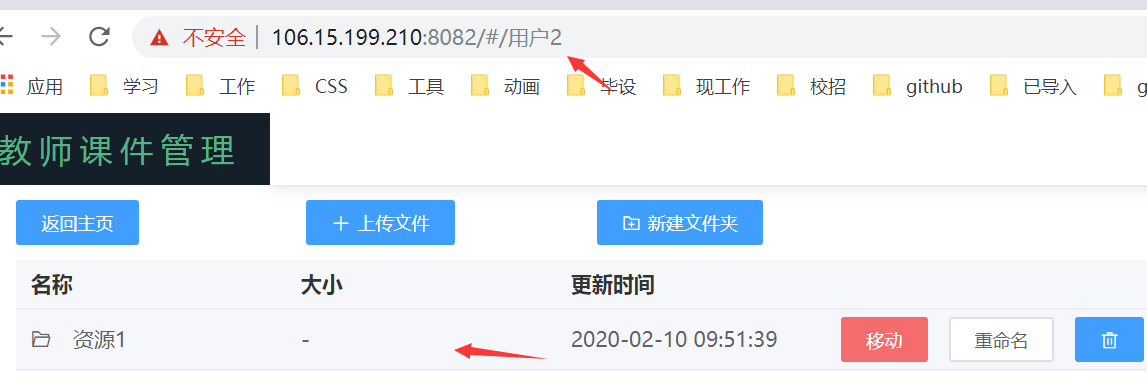 不安全 106.15.199.210:8082/#/用户2
应用 学习 工作 CSS 工具 动画 毕设 现工作 校招 github 已导入 g
教师课件管理
返回主页 上传文件 新建文件夹
名称 大小 更新时间
资源1 - 2020-02-10 09:51:39 移动 重命名